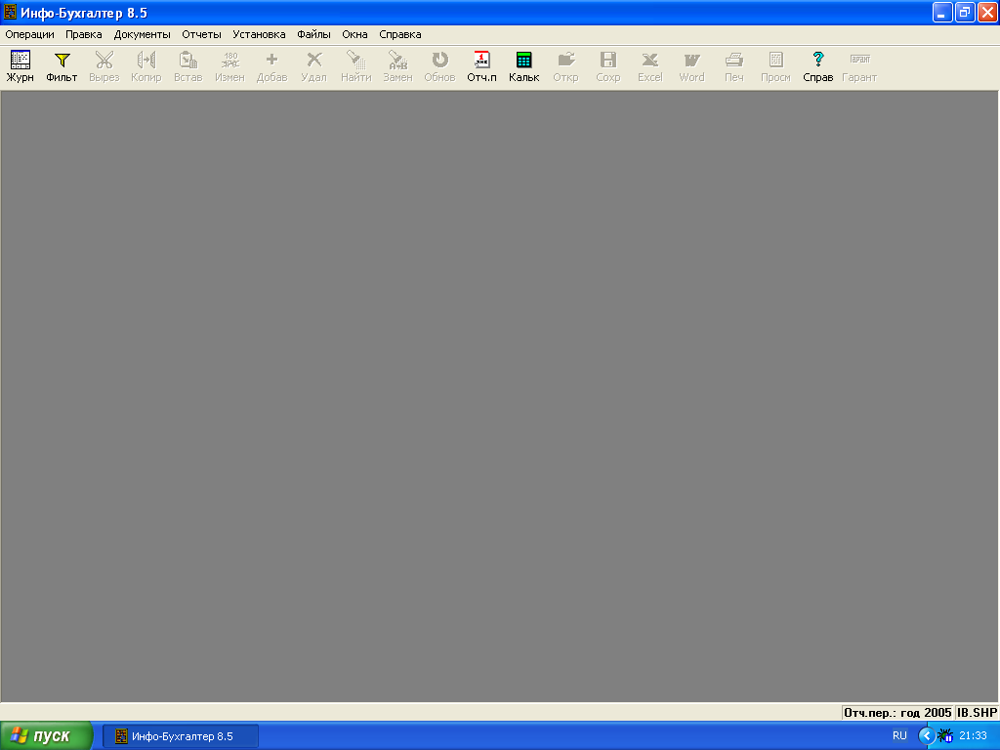 Инфо-Бухгалтер 8.5
Операции Правка Документы Отчеты Установка Файлы Окна Справка
Журн Фильт Вырез Копир Встав Измен Добав Удал Найти Замен Обнов Отч.п Кальк Откр Сохр Excel Word Печ Просм Справ Гарант
Отч.пер.: год 2005 IB.SHP
пуск Инфо-Бухгалтер 8.5 RU 21:33